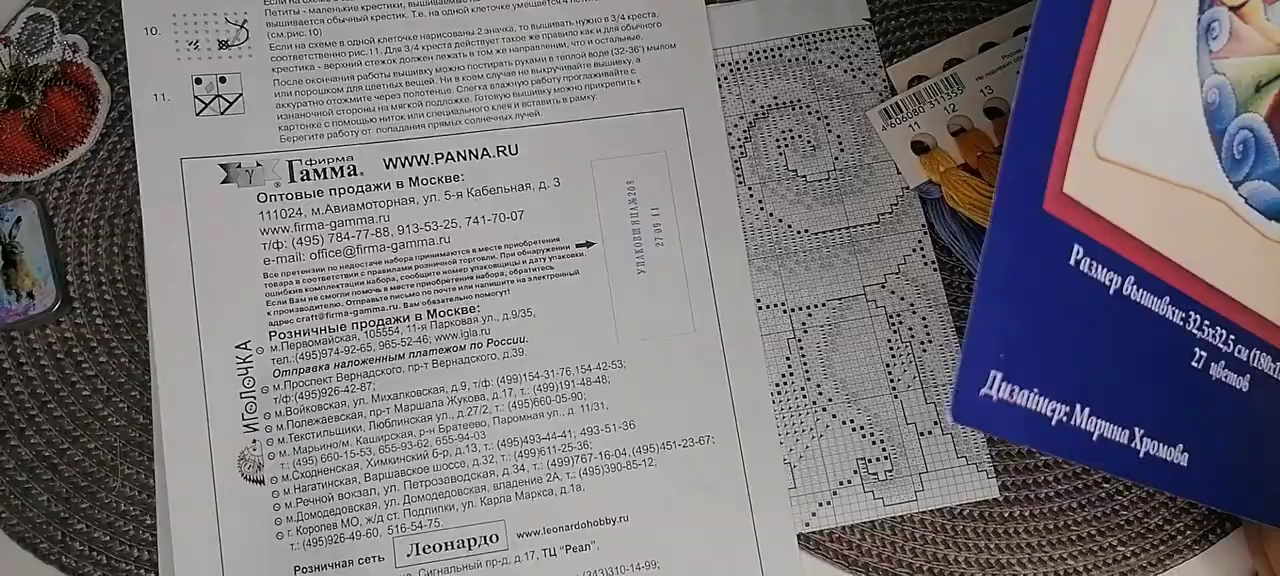 Петиты - маленькие крестики, вышиваемые на
вышивается обычный крестик. Т.е. на одной клеточке умещается 4
(см.рис.10)
10.
Если на схеме в одной клеточке нарисованы 2 значка, то вышивать нужно в 3/4 креста,
соответственно рис.11. Для 3/4 креста действует такое же правило как и для обычного
крестика - верхний стежок должен лежать в том же направлении, что и остальные.
11.
После окончания работы вышивку можно постирать руками в теплой воде (32-36°) мылом
или порошком для цветных вещей. Ни в коем случае не выкручивайте вышивку, а
аккуратно отожмите через полотенце. Слегка влажную работу проглаживайте с
изнаночной стороны на мягкой подложке. Готовую вышивку можно прикрепить к
картонке с помощью ниток или специального клея и вставить в рамку.
Берегите работу от попадания прямых солнечных лучей.
ФИРМА
Гамма®
WWW.PANNA.RU
Оптовые продажи в Москве:
111024, м.Авиамоторная, ул. 5-я Кабельная, д. 3
www.firma-gamma.ru
т/ф: (495) 784-77-88, 913-53-25, 741-70-07
e-mail: office@firma-gamma.ru
Все претензии по недостаче набора принимаются в месте приобретения
товара в соответствии с правилами розничной торговли. При обнаружении
ошибки в комплектации набора, сообщите номер упаковщицы и дату упаковки.
Если Вам не смогли помочь в месте приобретения набора; обратитесь
к производителю. Отправьте письмо по почте или напишите на электронный
адрес craft@firma-gamma.ru. Вам обязательно помогут!
УПАКОВЩИЦА№208
27 09 11
ИГОЛОЧКА
Розничные продажи в Москве:
м.Первомайская, 105554, 11-я Парковая ул., д.9/35,
тел.:(495)974-92-65, 965-52-46; www.igla.ru
Отправка наложенным платежом по России.
м.Проспект Вернадского, пр-т Вернадского, д.39.
т/ф:(495)926-42-87;
м.Войковская, ул. Михалковская, д.9, т/ф: (499)154-31-76,154-42-53;
м.Полежаевская, пр-т Маршала Жукова, д.17, т.: (499)191-48-48;
м.Текстильщики, Люблинская ул., д.27/2, т.: (495)660-05-90;
м. Марьино/м. Каширская, р-н Братеево, Паромная ул., д. 11/31,
т.: (495) 660-15-53, 655-93-62, 655-94-03
м.Сходненская, Химкинский б-р, д.13, т.: (495)493-44-41; 493-51-36
м.Нагатинская, Варшавское шоссе, д.32, т.: (499)611-25-36;
м.Речной вокзал, ул. Петрозаводская, д.34, т.: (499)767-16-04,(495)451-23-67;
м.Домодедовская, ул. Домодедовская, владение 2А, т.: (495)390-85-12;
г. Королев МО, ж/д ст. Подлипки, ул. Карла Маркса, д.1а,
т.: (495)926-49-60, 516-54-75.
Розничная сеть
Леонардо
www.leonardohobby.ru
Сигнальный пр-д, д.17, ТЦ "Реал",
(343)310-14-99;
Россия
Не подлежит
4 606080 311535
11
12
13
Размер вышивки: 32,5х32,5 см
27 цветов
Дизайнер: Марина Хромова